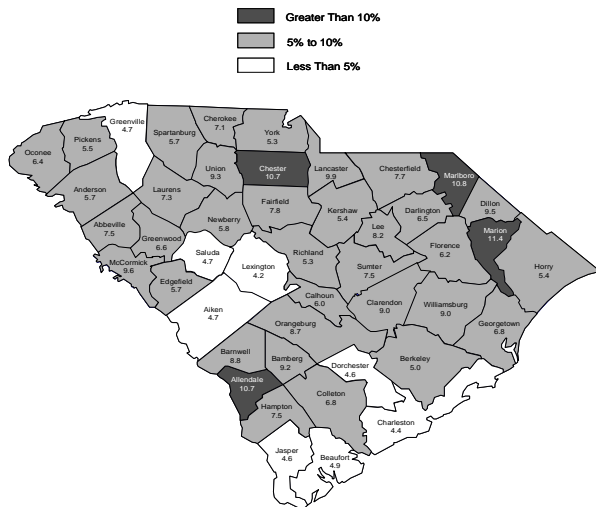 Greater Than 10%
5% to 10%
Less Than 5%
Greenville
4.7
Cherokee
7.1
York
5.3
Spartanburg
5.7
Pickens
5.5
Oconee
6.4
Union
9.3
Chester
10.7
Lancaster
9.9
Chesterfield
7.7
Marlboro
10.8
Anderson
5.7
Laurens
7.3
Fairfield
7.8
Kershaw
5.4
Darlington
6.5
Dillon
9.5
Abbeville
7.5
Greenwood
6.6
Newberry
5.8
Lee
8.2
Marion
11.4
Saluda
4.7
Lexington
4.2
Richland
5.3
Florence
6.2
McCormick
9.6
Edgefield
5.7
Sumter
7.5
Horry
5.4
Aiken
4.7
Calhoun
6.0
Clarendon
9.0
Williamsburg
9.0
Orangeburg
8.7
Georgetown
6.8
Barnwell
8.8
Bamberg
9.2
Dorchester
4.6
Berkeley
5.0
Allendale
10.7
Colleton
6.8
Hampton
7.5
Charleston
4.4
Jasper
4.6
Beaufort
4.9